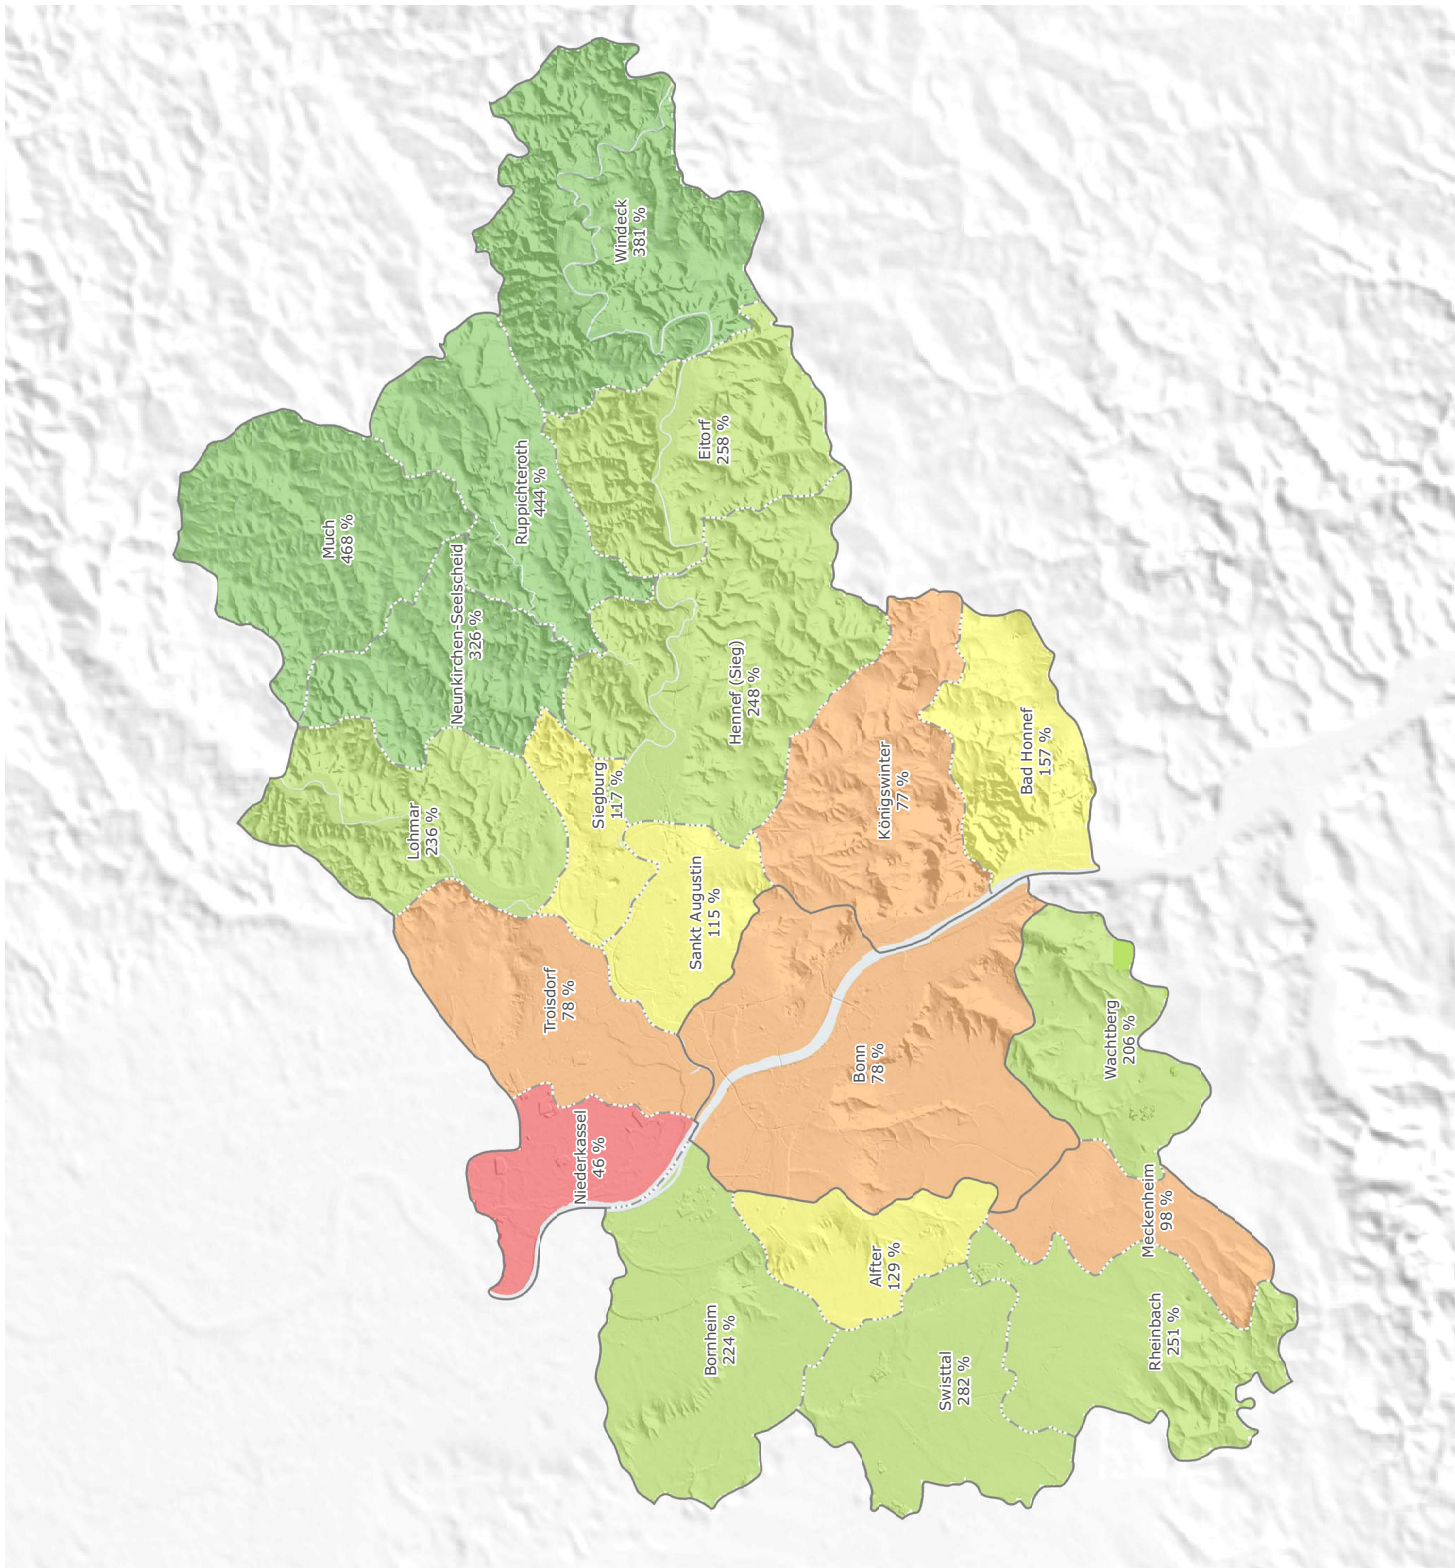 Much
468 %
Neunkirchen-Seelscheid
326 %
Ruppichteroth
444 %
Windeck
381 %
Lohmar
236 %
Siegburg
117 %
Eitorf
258 %
Hennef (Sieg)
248 %
Troisdorf
78 %
Sankt Augustin
115 %
Niederkassel
46 %
Königswinter
77 %
Bad Honnef
157 %
Bonn
78 %
Bornheim
224 %
Alfter
129 %
Wachtberg
206 %
Meckenheim
98 %
Swisttal
282 %
Rheinbach
251 %